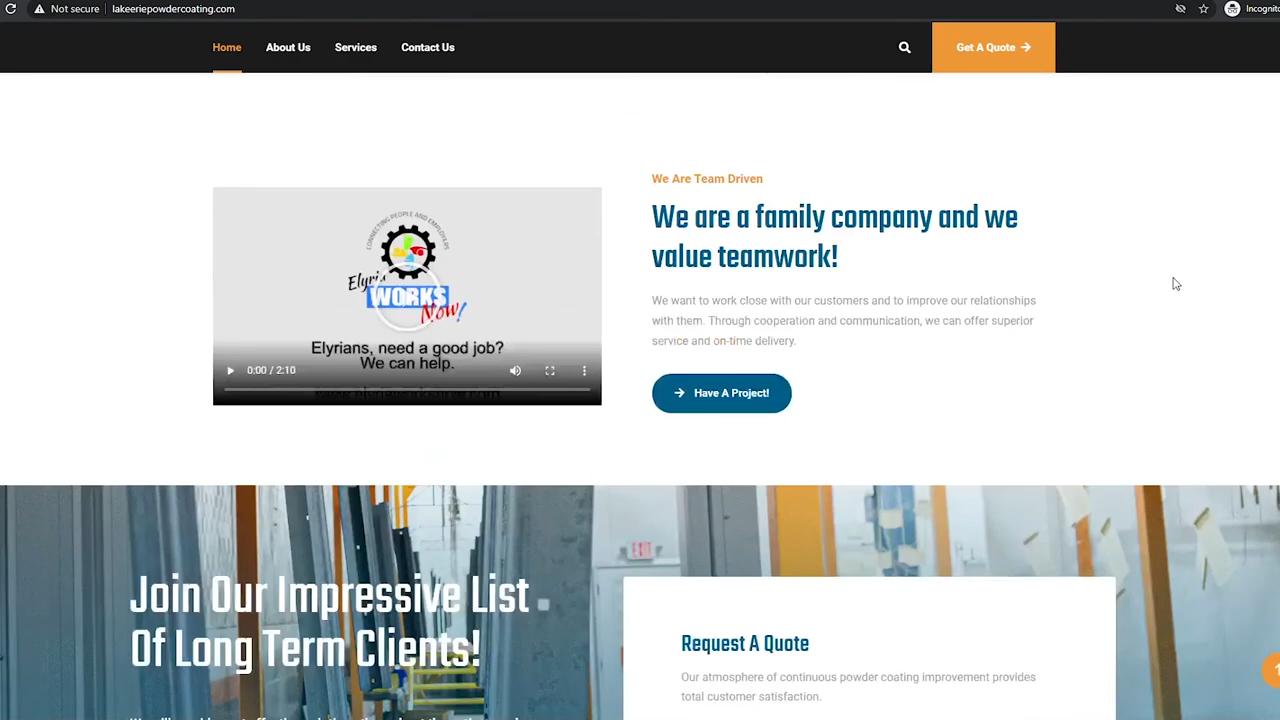 Not secure lakeeriepowdercoating.com
Incognito
Home About Us Services Contact Us Get A Quote
We Are Team Driven
We are a family company and we
value teamwork!
We want to work close with our customers and to improve our relationships
with them. Through cooperation and communication, we can offer superior
service and on-time delivery.
Have A Project!
CONNECTING PEOPLE AND EMPLOYERS
Elyria
WORKS
Now!
Elyrians, need a good job?
We can help.
0:00 / 2:10
EXIT
Join Our Impressive List
Of Long Term Clients!
Request A Quote
Our atmosphere of continuous powder coating improvement provides
total customer satisfaction.